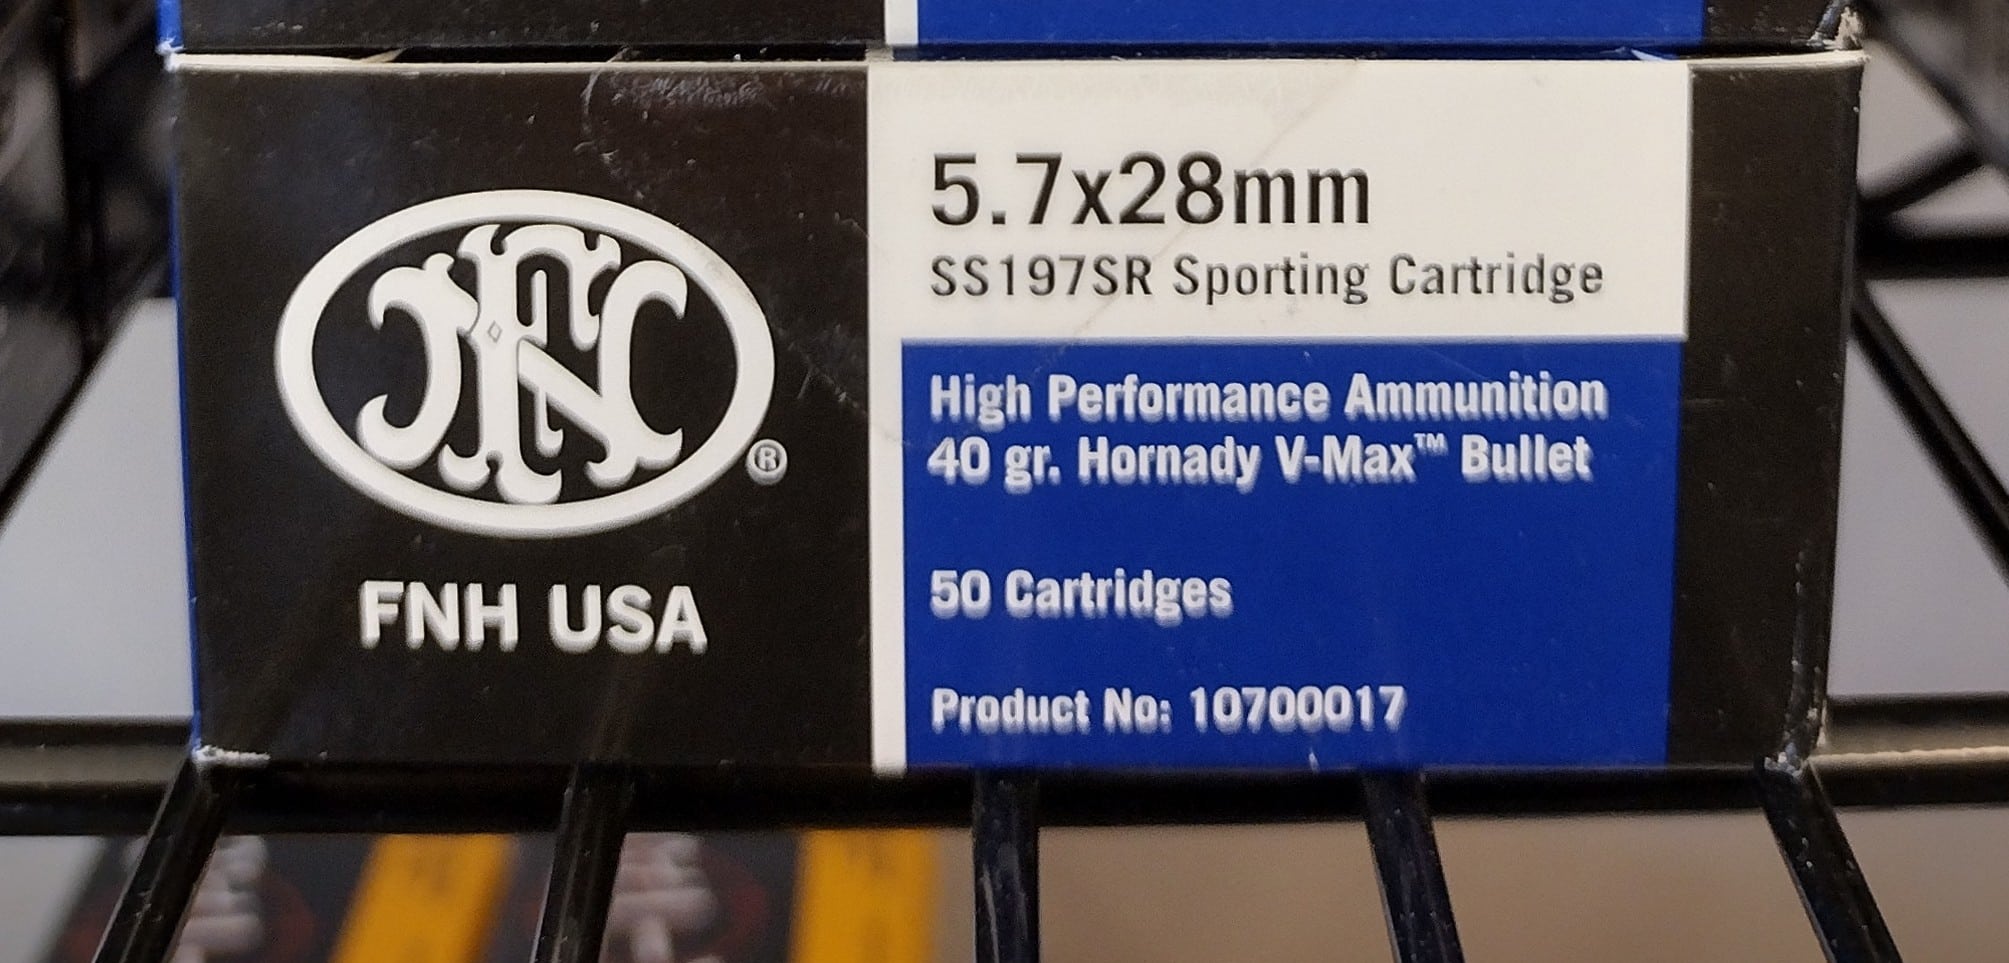 FN
®
FNH USA
5.7x28mm
SS197SR Sporting Cartridge
High Performance Ammunition
40 gr. Hornady V-Max™ Bullet
50 Cartridges
Product No: 10700017